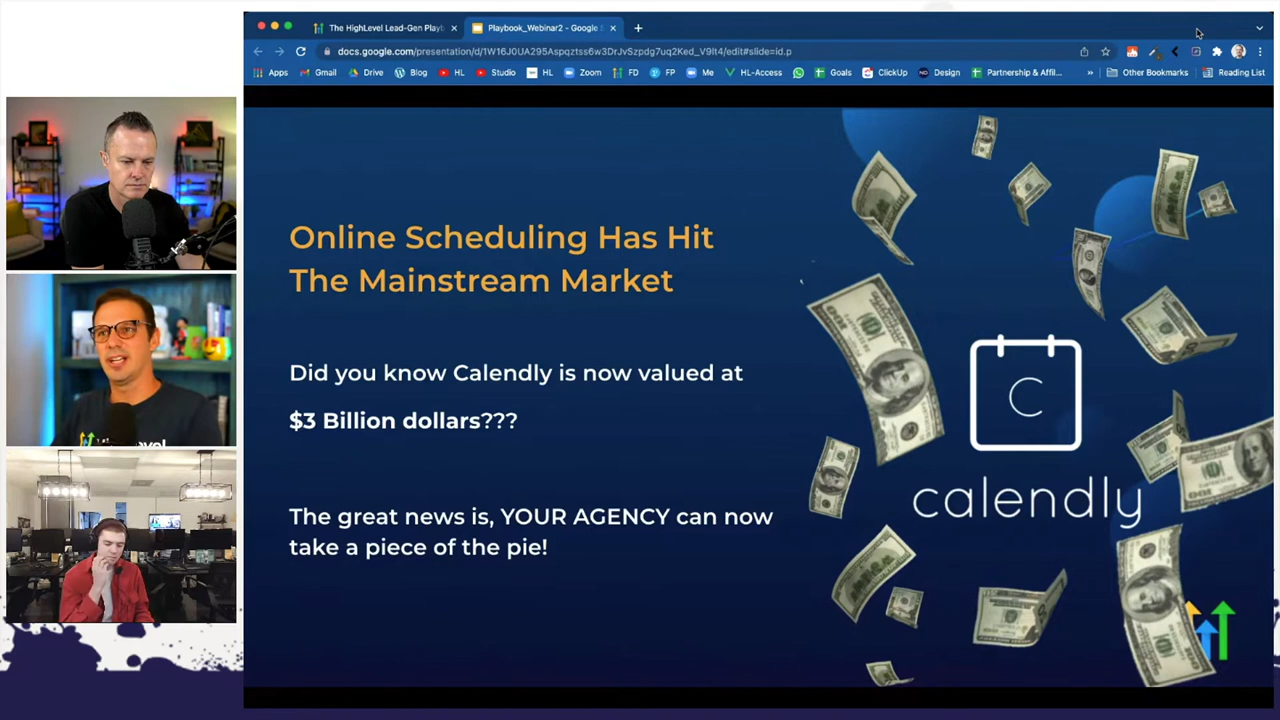 The HighLevel Lead-Gen Playb
Playbook_Webinar2 - Google S
docs.google.com/presentation/d/1W16J0UA295Aspqztss6w3DrJvSzpdg7uq2Ked_V9lt4/edit#slide=id.p
Apps
Gmail
Drive
Blog
HL
Studio
HL
Zoom
FD
FP
Me
HL-Access
Goals
ClickUp
Design
Partnership & Affil...
»
Other Bookmarks
Reading List
Online Scheduling Has Hit
The Mainstream Market
Did you know Calendly is now valued at
$3 Billion dollars???
The great news is, YOUR AGENCY can now
take a piece of the pie!
C
calendly